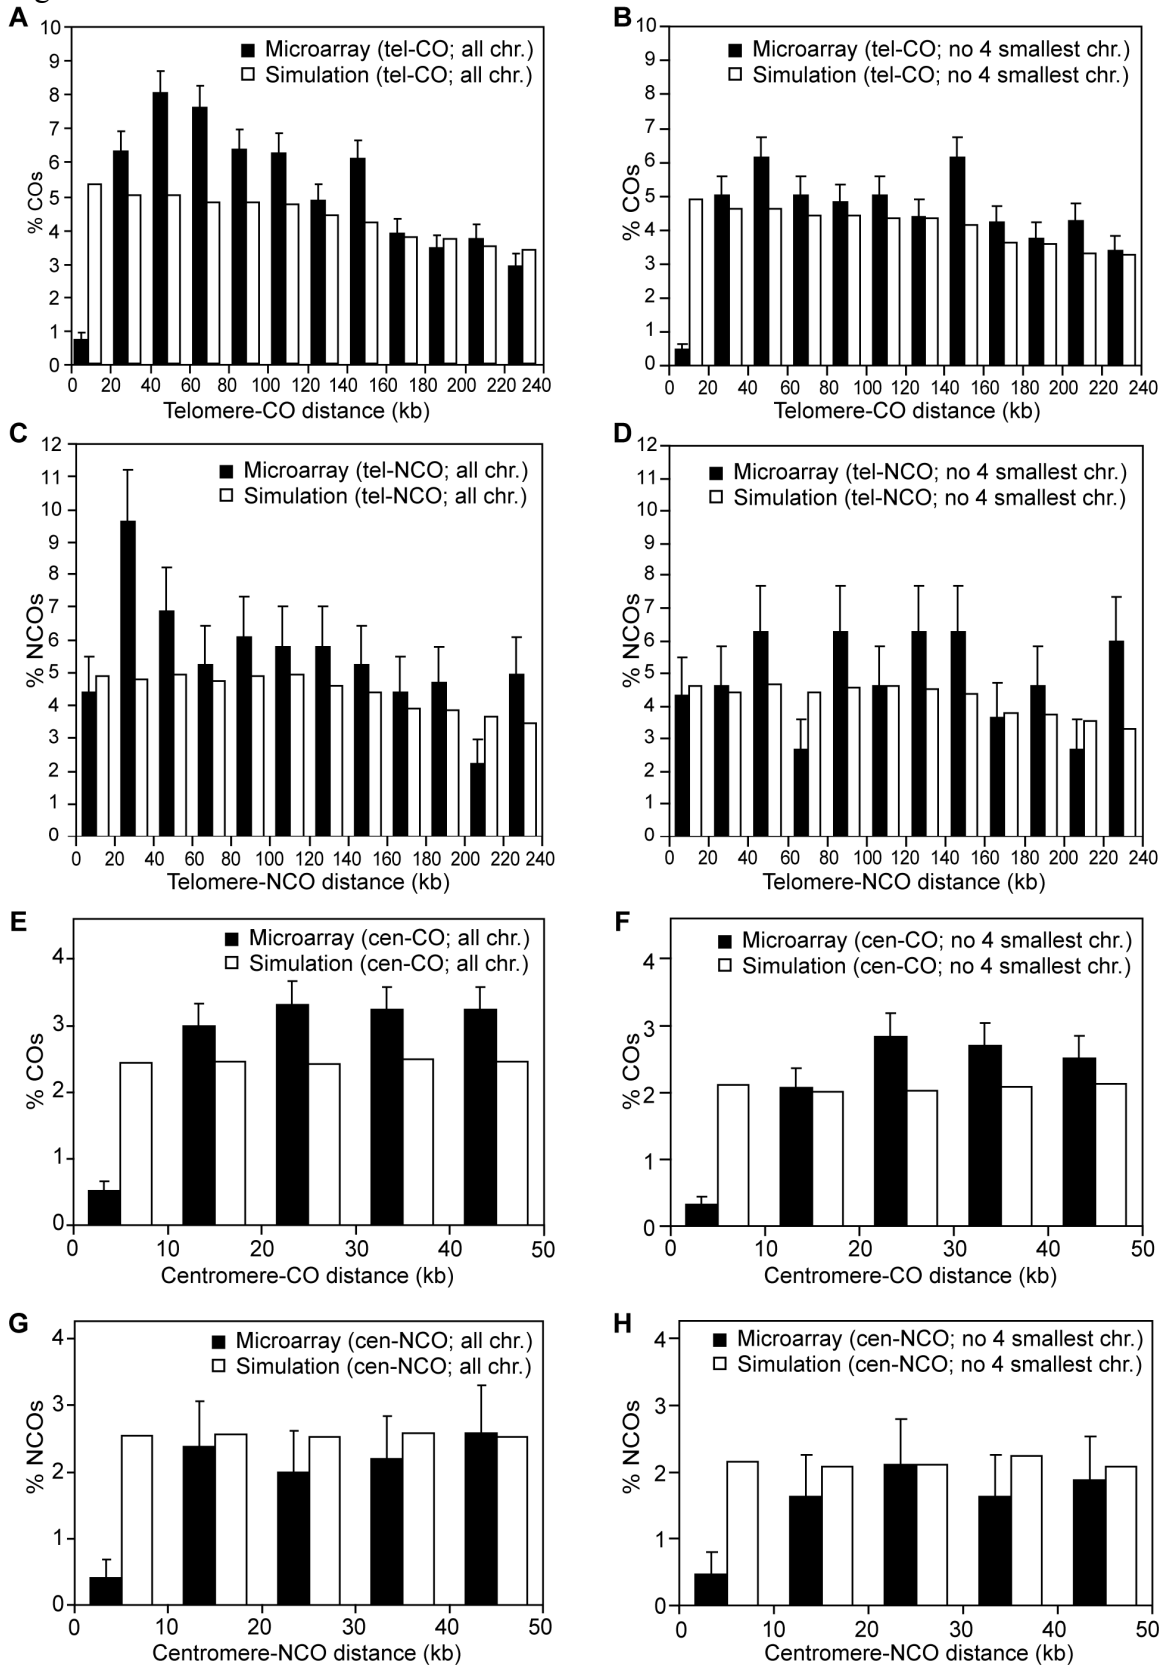 A
10
9
8
7
6
5
4
3
2
1
0
% COs
Microarray (tel-CO; all chr.)
Simulation (tel-CO; all chr.)
0 20 40 60 80 100 120 140 160 180 200 220 240
Telomere-CO distance (kb)
B
10
9
8
7
6
5
4
3
2
1
0
% COs
Microarray (tel-CO; no 4 smallest chr.)
Simulation (tel-CO; no 4 smallest chr.)
0 20 40 60 80 100 120 140 160 180 200 220 240
Telomere-CO distance (kb)
C
12
11
10
9
8
7
6
5
4
3
2
1
0
% NCOs
Microarray (tel-NCO; all chr.)
Simulation (tel-NCO; all chr.)
0 20 40 60 80 100 120 140 160 180 200 220 240
Telomere-NCO distance (kb)
D
12
11
10
9
8
7
6
5
4
3
2
1
0
% NCOs
Microarray (tel-NCO; no 4 smallest chr.)
Simulation (tel-NCO; no 4 smallest chr.)
0 20 40 60 80 100 120 140 160 180 200 220 240
Telomere-NCO distance (kb)
E
4
3
2
1
0
% COs
Microarray (cen-CO; all chr.)
Simulation (cen-CO; all chr.)
0 10 20 30 40 50
Centromere-CO distance (kb)
F
4
3
2
1
0
% COs
Microarray (cen-CO; no 4 smallest chr.)
Simulation (cen-CO; no 4 smallest chr.)
0 10 20 30 40 50
Centromere-CO distance (kb)
G
4
3
2
1
0
% NCOs
Microarray (cen-NCO; all chr.)
Simulation (cen-NCO; all chr.)
0 10 20 30 40 50
Centromere-NCO distance (kb)
H
4
3
2
1
0
% NCOs
Microarray (cen-NCO; no 4 smallest chr.)
Simulation (cen-NCO; no 4 smallest chr.)
0 10 20 30 40 50
Centromere-NCO distance (kb)